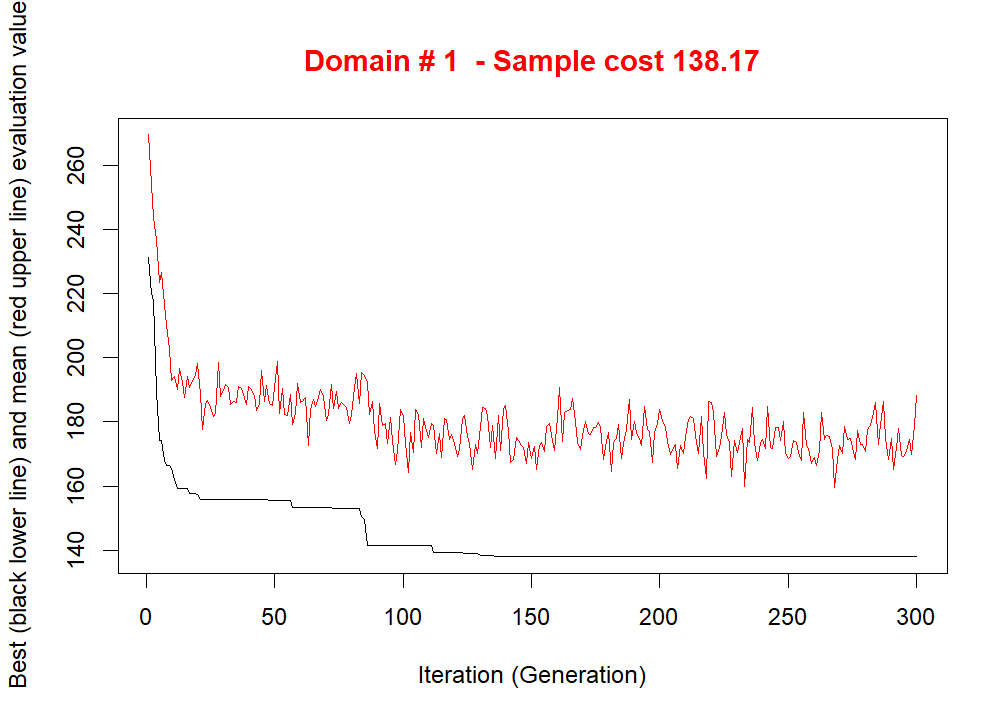 Domain # 1  - Sample cost 138.17
Best (black lower line) and mean (red upper line) evaluation value
260
240
220
200
180
160
140
0 50 100 150 200 250 300
Iteration (Generation)